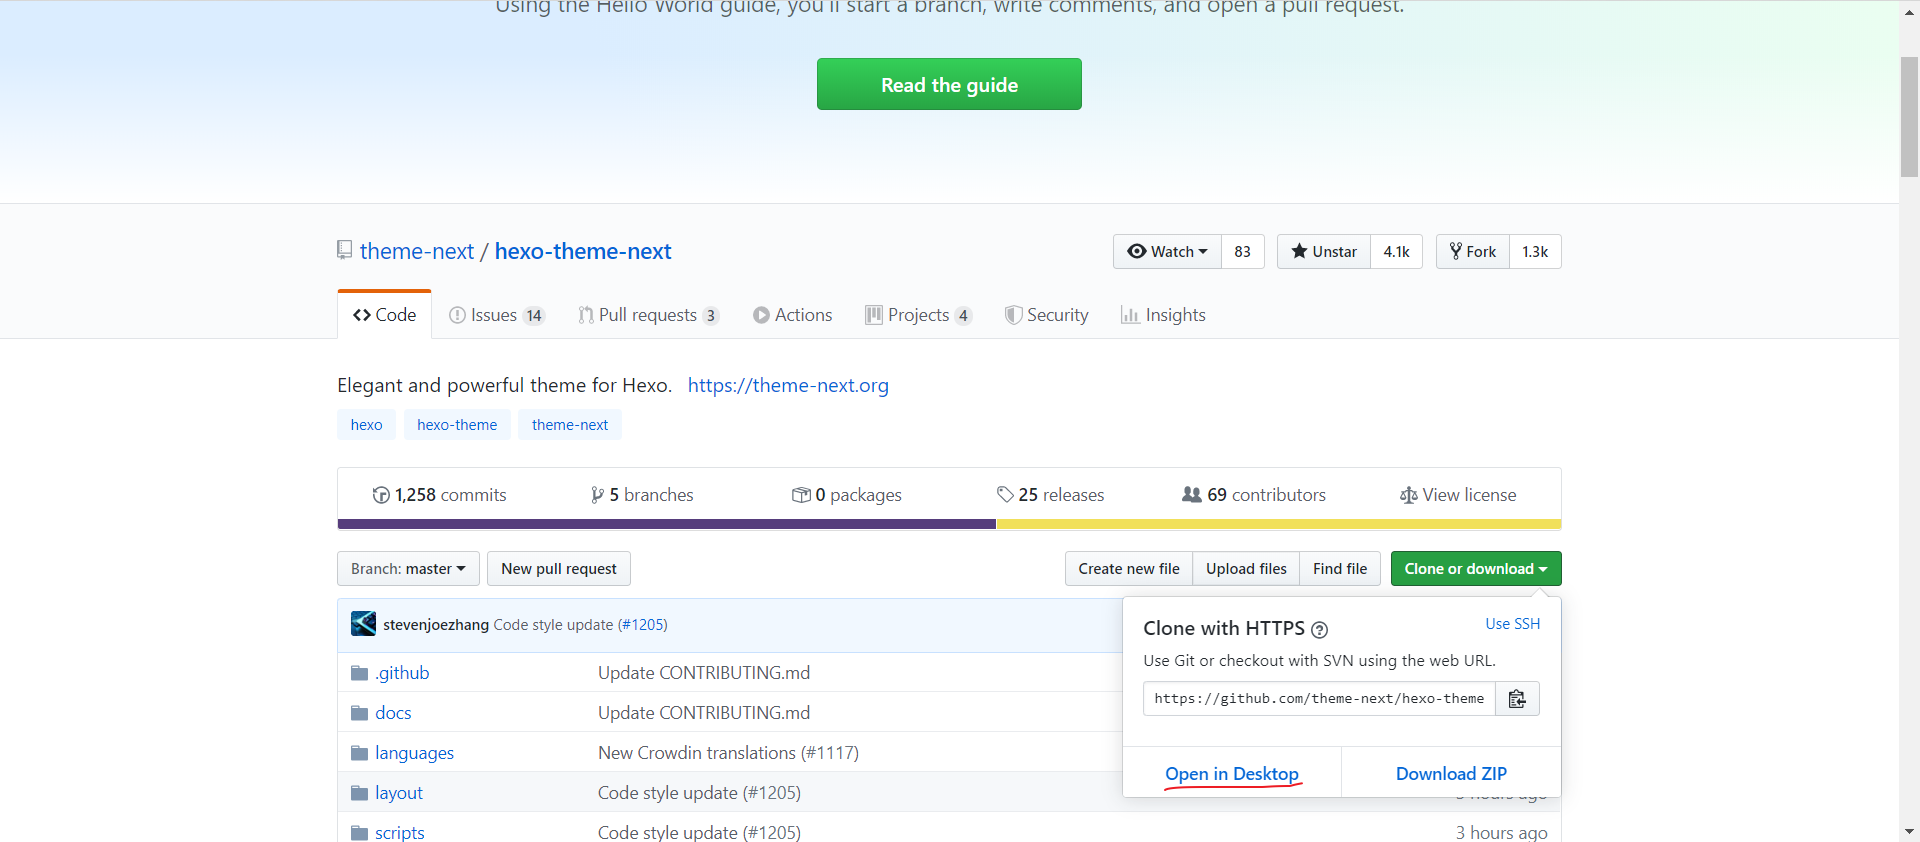 Using the Hello World guide, you'll start a branch, write comments, and open a pull request.
Read the guide
theme-next / hexo-theme-next
Watch 83 Unstar 4.1k Fork 1.3k
Code Issues 14 Pull requests 3 Actions Projects 4 Security Insights
Elegant and powerful theme for Hexo. https://theme-next.org
hexo hexo-theme theme-next
1,258 commits 5 branches 0 packages 25 releases 69 contributors View license
Branch: master New pull request Create new file Upload files Find file Clone or download
stevenjoezhang Code style update (#1205)
.github Update CONTRIBUTING.md
docs Update CONTRIBUTING.md
languages New Crowdin translations (#1117)
layout Code style update (#1205)
scripts Code style update (#1205) 3 hours ago
Clone with HTTPS Use SSH
Use Git or checkout with SVN using the web URL.
https://github.com/theme-next/hexo-theme
Open in Desktop Download ZIP
hours ago